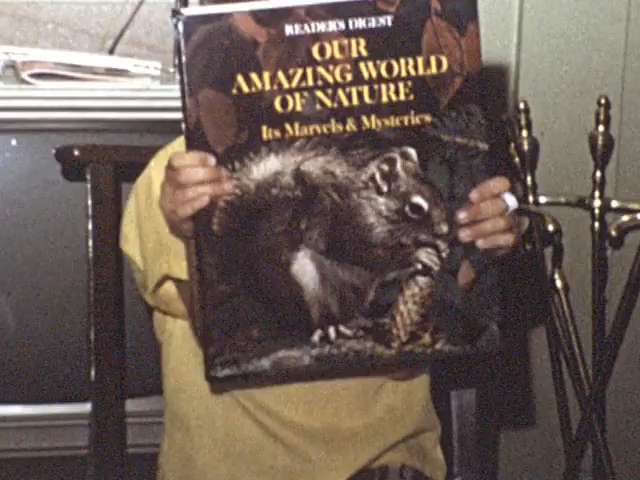 READER'S DIGEST
OUR
AMAZING WORLD
OF NATURE
Its Marvels & Mysteries